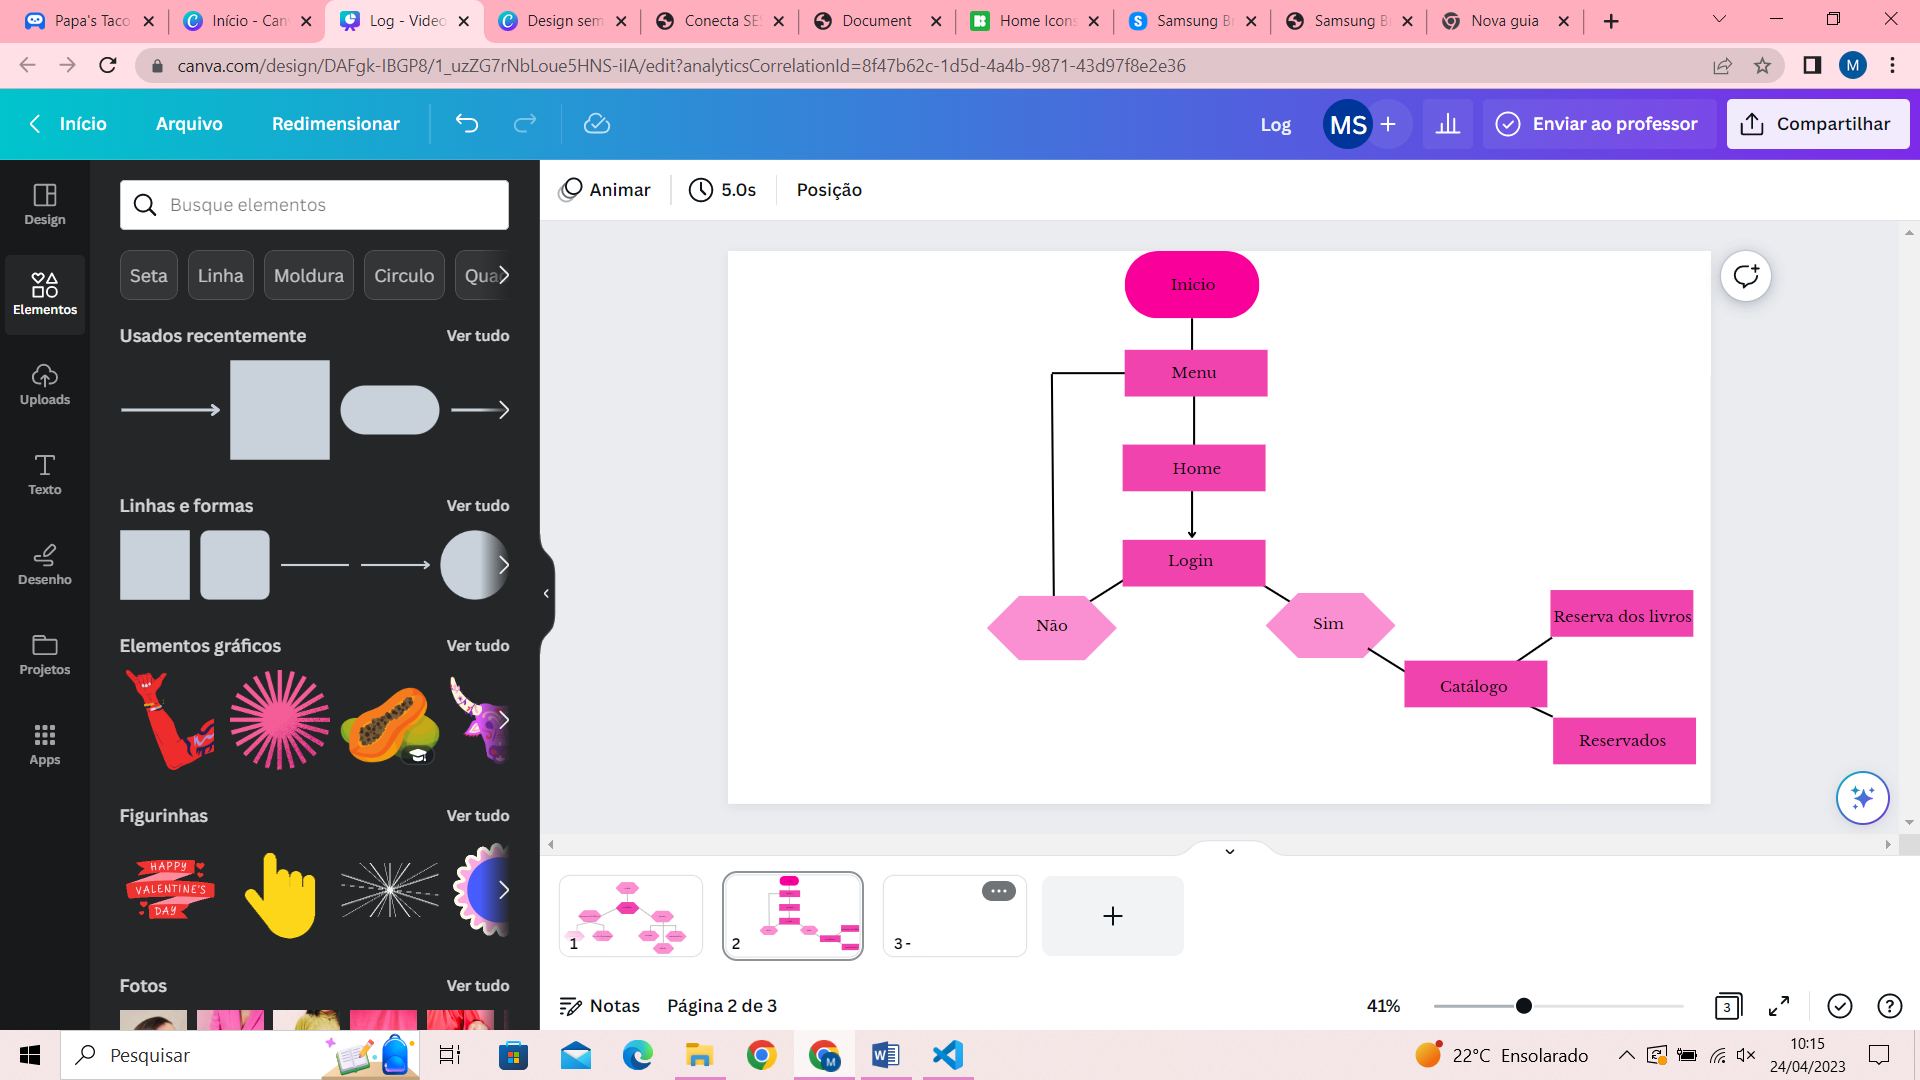 Papa's Taco
Início - Can
Log - Video
Design sem
Conecta SES
Document
Home Icons
Samsung Br
Samsung Br
Nova guia
canva.com/design/DAFgk-IBGP8/1_uzZG7rNbLoue5HNS-iIA/edit?analyticsCorrelationId=8f47b62c-1d5d-4a4b-9871-43d97f8e2e36
M
Início
Arquivo
Redimensionar
Log
MS
Enviar ao professor
Compartilhar
Design
Elementos
Uploads
Texto
Desenho
Projetos
Apps
Busque elementos
Seta
Linha
Moldura
Circulo
Qua
Usados recentemente
Ver tudo
Linhas e formas
Ver tudo
Elementos gráficos
Ver tudo
Figurinhas
Ver tudo
HAPPY
VALENTINE'S
DAY
Fotos
Ver tudo
Animar
5.0s
Posição
Inicio
Menu
Home
Login
Não
Sim
Reserva dos livros
Catálogo
Reservados
1
2
3 -
Notas
Página 2 de 3
41%
3
Pesquisar
M
22°C Ensolarado
10:15
24/04/2023